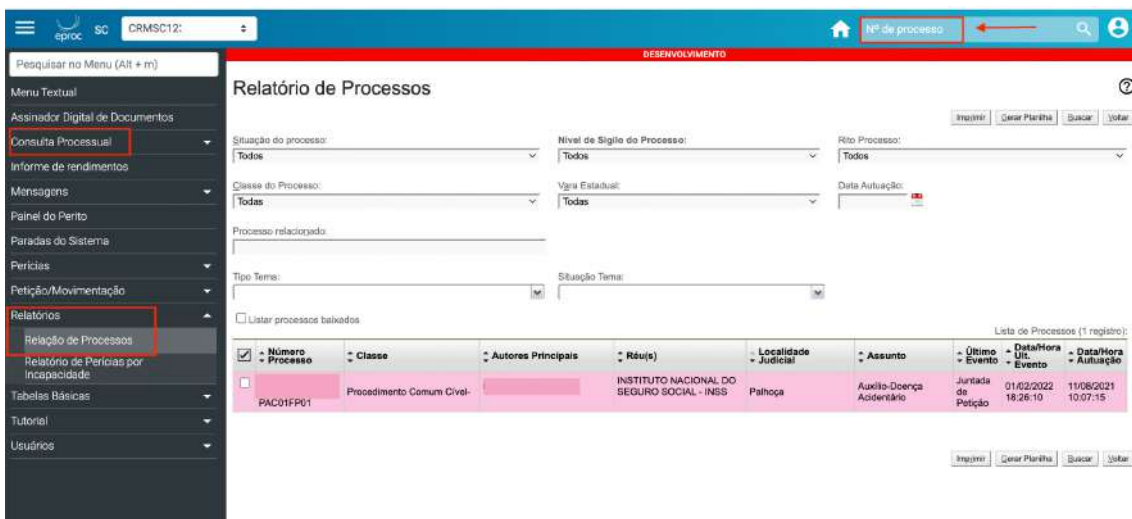 eproc SC CRMSC12: Nº de processo
DESENVOLVIMENTO
Pesquisar no Menu (Alt + m)
Menu Textual
Assinador Digital de Documentos
Consulta Processual
Informe de rendimentos
Mensagens
Painel do Perito
Paradas do Sistema
Perícias
Petição/Movimentação
Relatórios
Relação de Processos
Relatório de Perícias por
Incapacidade
Tabelas Básicas
Tutorial
Usuários
Relatório de Processos
Imprimir Gerar Planilha Buscar Voltar
Situação do processo: Nível de Sigilo do Processo: Rito Processo:
Todos Todos Todos
Classe do Processo: Vara Estadual: Data Autuação:
Todas Todas
Processo relacionado:
Tipo Tema: Situação Tema:
Listar processos baixados
Lista de Processos (1 registro):
Número Processo Classe Autores Principais Réu(s) Localidade Judicial Assunto Último Evento Data/Hora Últ. Evento Data/Hora Autuação
PAC01FP01 Procedimento Comum Cível- INSTITUTO NACIONAL DO SEGURO SOCIAL - INSS Palhoça Auxílio-Doença Acidentário Juntada de Petição 01/02/2022 18:26:10 11/08/2021 10:07:15
Imprimir Gerar Planilha Buscar Voltar